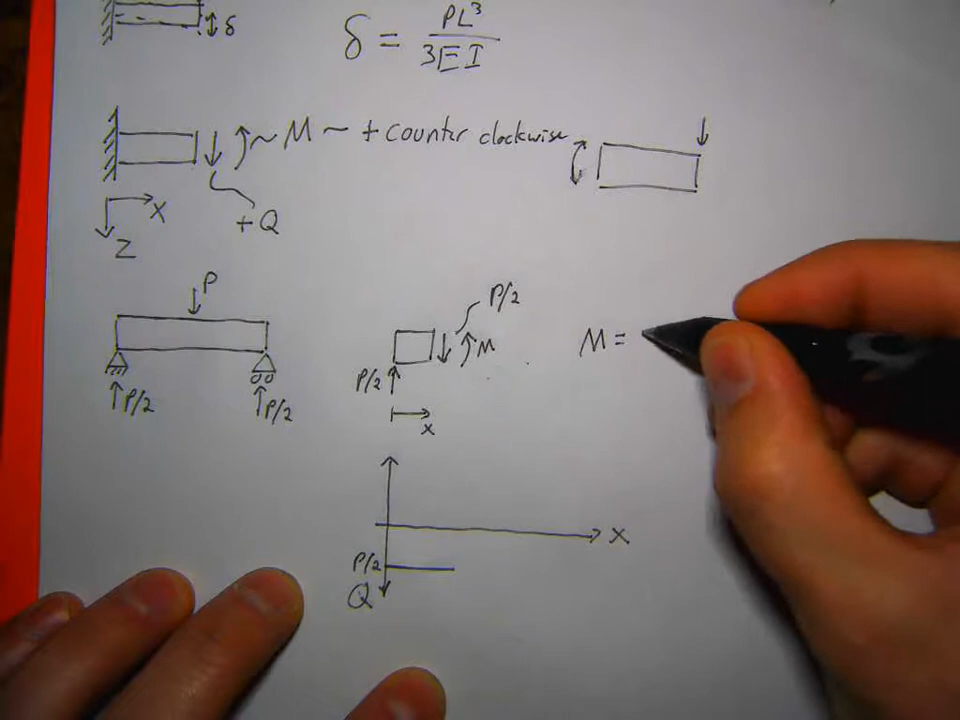 δ
δ = PL³/3EI
~ M ~ + counter clockwise
+Q
X
Z
P
P/2
P/2
P/2
M
P/2
x
M =
X
P/2
Q